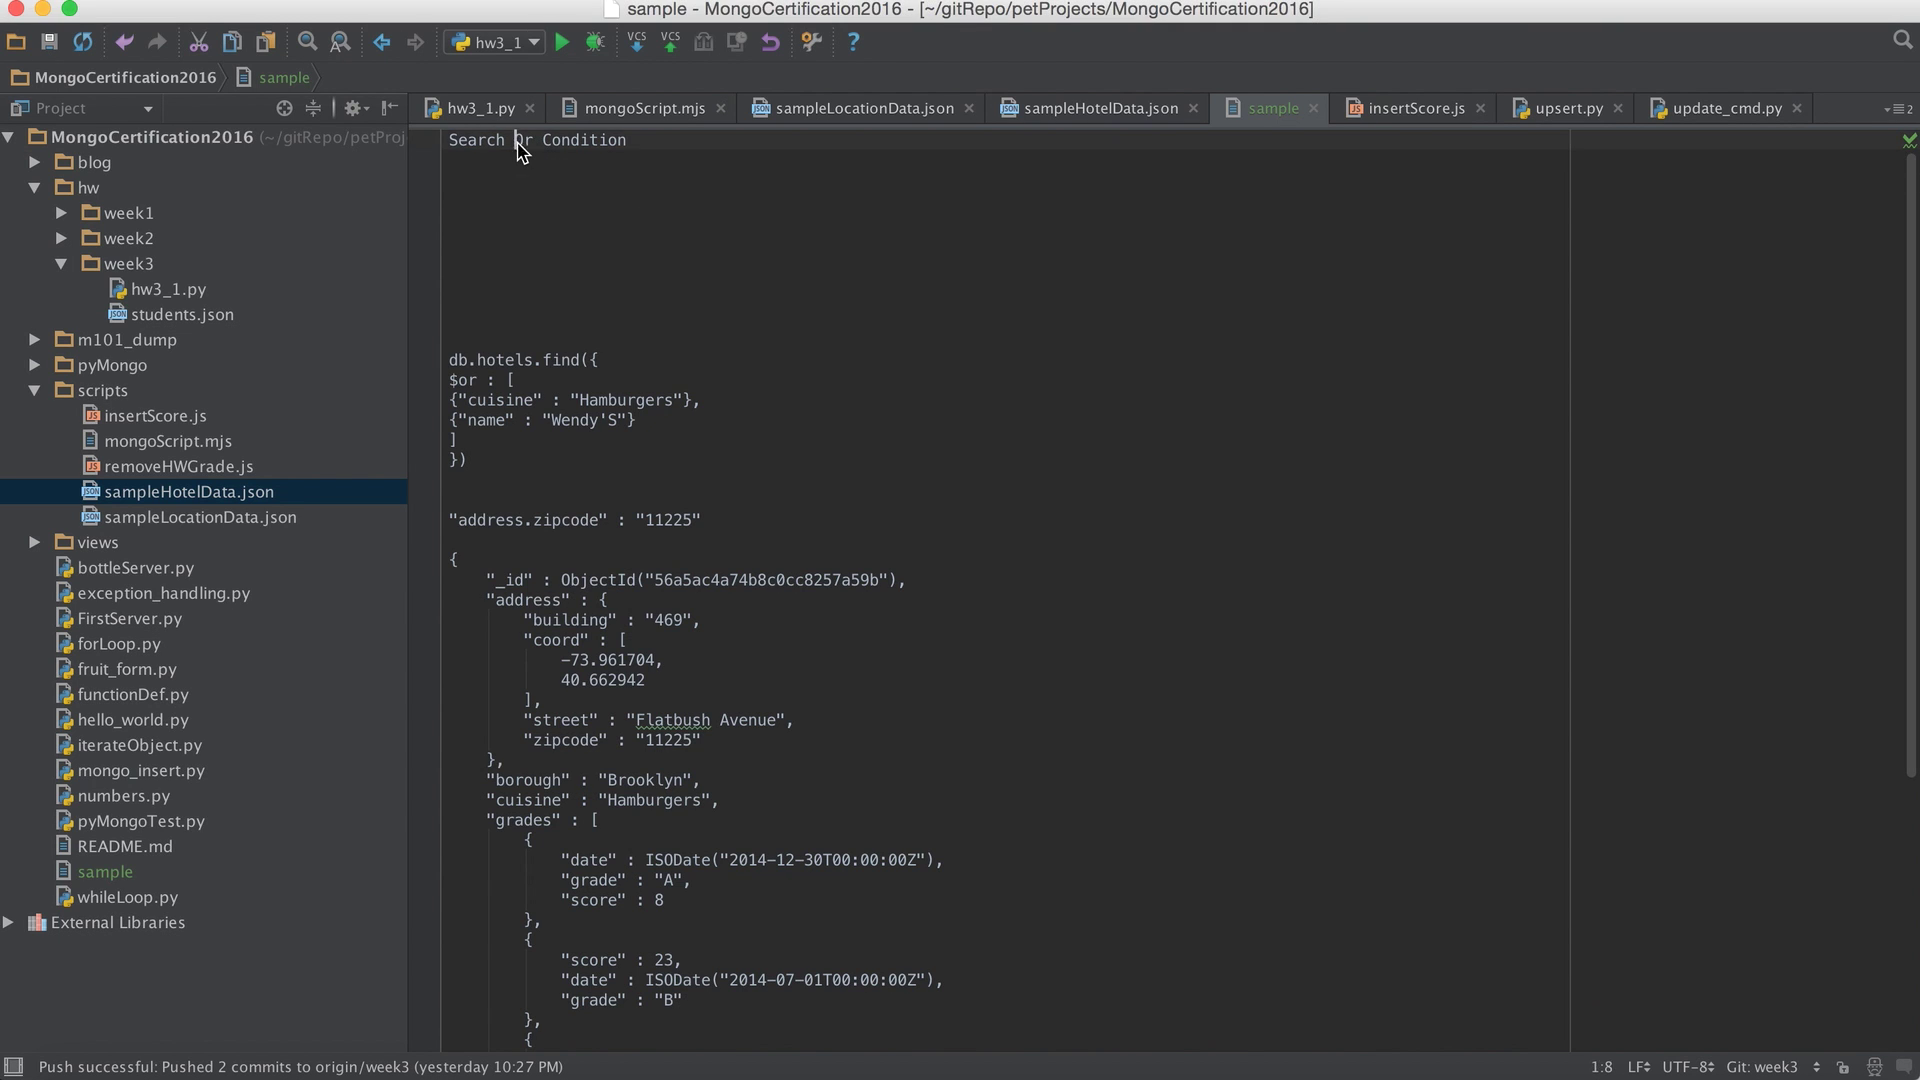 sample - MongoCertification2016 - [~/gitRepo/petProjects/MongoCertification2016]
hw3_1
VCS
VCS
?
MongoCertification2016
sample
Project
hw3_1.py
mongoScript.mjs
sampleLocationData.json
sampleHotelData.json
sample
insertScore.js
upsert.py
update_cmd.py
2
MongoCertification2016 (~/gitRepo/petProj
blog
hw
week1
week2
week3
hw3_1.py
students.json
m101_dump
pyMongo
scripts
insertScore.js
mongoScript.mjs
removeHWGrade.js
sampleHotelData.json
sampleLocationData.json
views
bottleServer.py
exception_handling.py
FirstServer.py
forLoop.py
fruit_form.py
functionDef.py
hello_world.py
iterateObject.py
mongo_insert.py
numbers.py
pyMongoTest.py
README.md
sample
whileLoop.py
External Libraries
Search Or Condition
db.hotels.find({
$or : [
{"cuisine" : "Hamburgers"},
{"name" : "Wendy'S"}
]
})
"address.zipcode" : "11225"
{
"_id" : ObjectId("56a5ac4a74b8c0cc8257a59b"),
"address" : {
"building" : "469",
"coord" : [
-73.961704,
40.662942
],
"street" : "Flatbush Avenue",
"zipcode" : "11225"
},
"borough" : "Brooklyn",
"cuisine" : "Hamburgers",
"grades" : [
{
"date" : ISODate("2014-12-30T00:00:00Z"),
"grade" : "A",
"score" : 8
},
{
"score" : 23,
"date" : ISODate("2014-07-01T00:00:00Z"),
"grade" : "B"
},
{
Push successful: Pushed 2 commits to origin/week3 (yesterday 10:27 PM)
1:8
LF
UTF-8
Git: week3